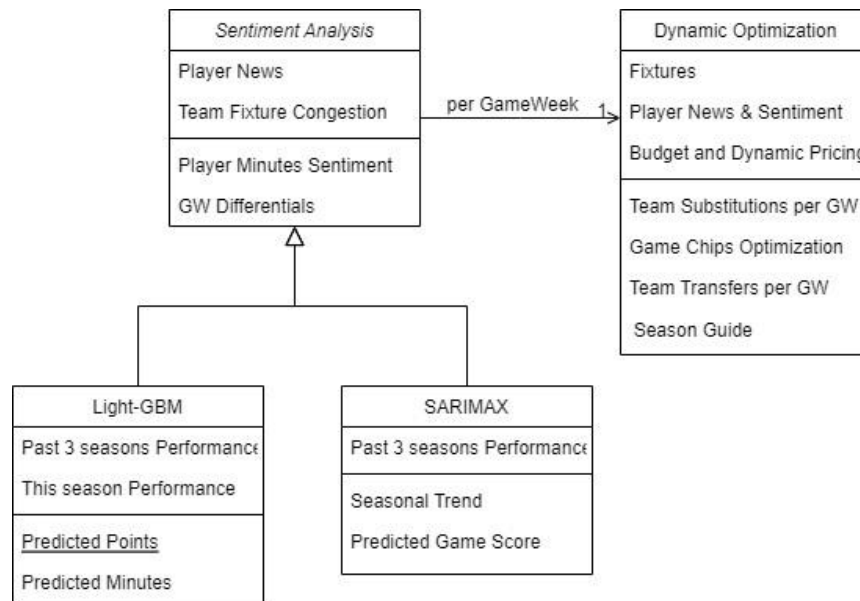 Sentiment Analysis
Player News
Team Fixture Congestion
Player Minutes Sentiment
GW Differentials
per GameWeek
1
Dynamic Optimization
Fixtures
Player News & Sentiment
Budget and Dynamic Pricing
Team Substitutions per GW
Game Chips Optimization
Team Transfers per GW
Season Guide
Light-GBM
Past 3 seasons Performance
This season Performance
Predicted Points
Predicted Minutes
SARIMAX
Past 3 seasons Performance
Seasonal Trend
Predicted Game Score